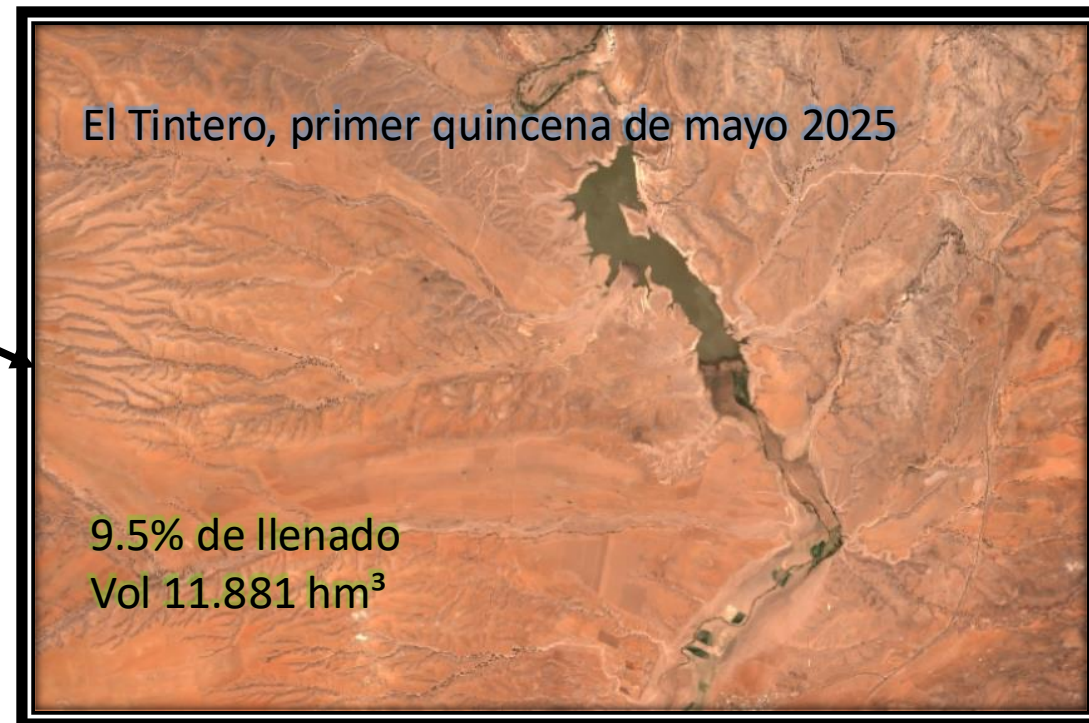 El Tintero, primer quincena de mayo 2025
9.5% de llenado
Vol 11.881 hm³